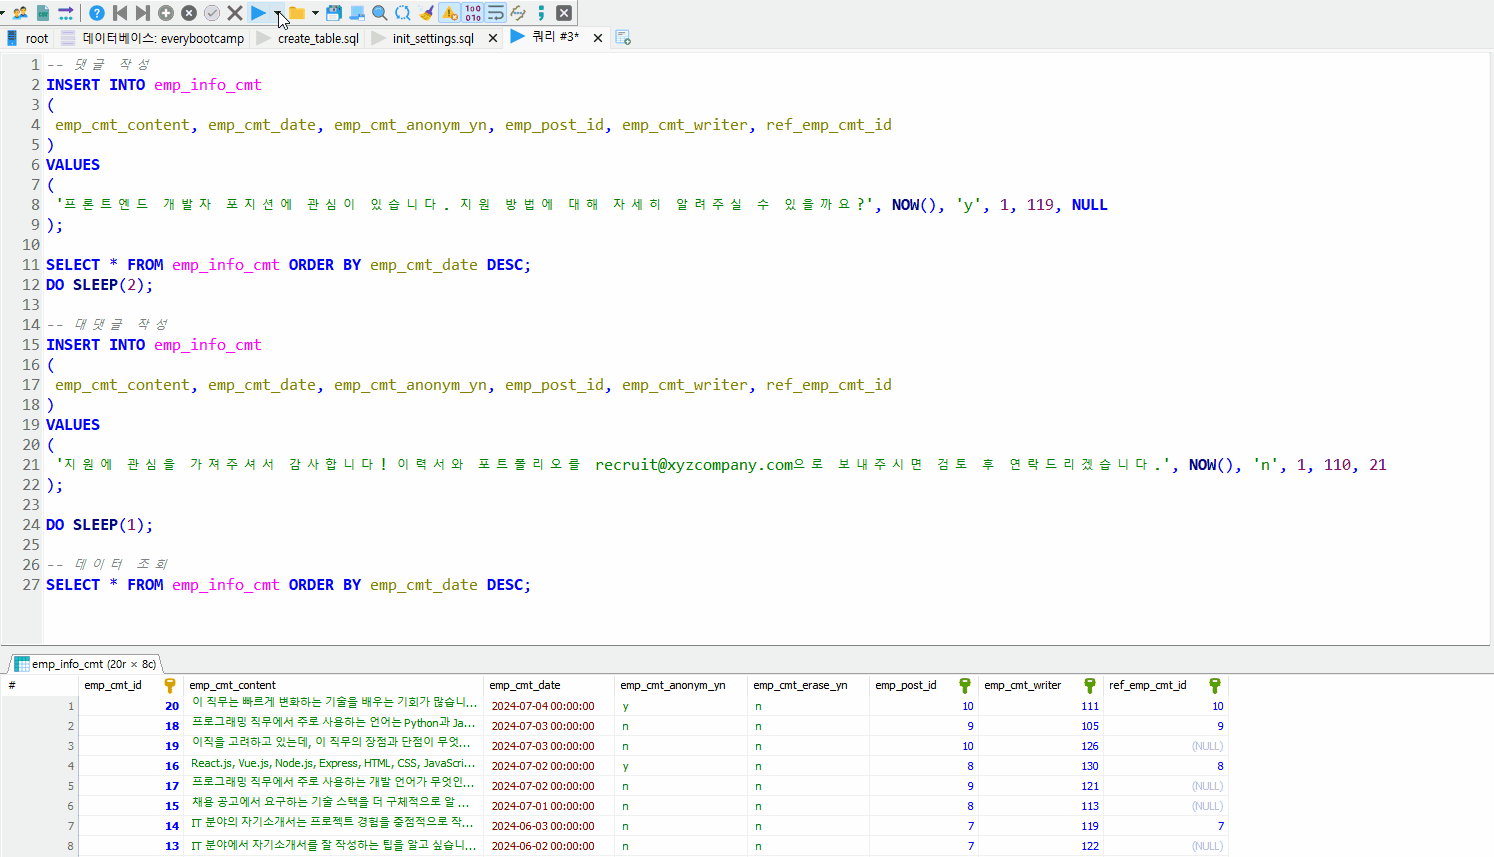 root 데이터베이스: everybootcamp create_table.sql init_settings.sql 쿼리 #3*
1 -- 댓글 작성
2 INSERT INTO emp_info_cmt
3 (
4 emp_cmt_content, emp_cmt_date, emp_cmt_anonym_yn, emp_post_id, emp_cmt_writer, ref_emp_cmt_id
5 )
6 VALUES
7 (
8 '프론트엔드 개발자 포지션에 관심이 있습니다. 지원 방법에 대해 자세히 알려주실 수 있을까요?', NOW(), 'y', 1, 119, NULL
9 );
10
11 SELECT * FROM emp_info_cmt ORDER BY emp_cmt_date DESC;
12 DO SLEEP(2);
13
14 -- 대댓글 작성
15 INSERT INTO emp_info_cmt
16 (
17 emp_cmt_content, emp_cmt_date, emp_cmt_anonym_yn, emp_post_id, emp_cmt_writer, ref_emp_cmt_id
18 )
19 VALUES
20 (
21 '지원에 관심을 가져주셔서 감사합니다! 이력서와 포트폴리오를 recruit@xyzcompany.com으로 보내주시면 검토 후 연락드리겠습니다.', NOW(), 'n', 1, 110, 21
22 );
23
24 DO SLEEP(1);
25
26 -- 데이터 조회
27 SELECT * FROM emp_info_cmt ORDER BY emp_cmt_date DESC;
emp_info_cmt (20r × 8c)
# emp_cmt_id emp_cmt_content emp_cmt_date emp_cmt_anonym_yn emp_cmt_erase_yn emp_post_id emp_cmt_writer ref_emp_cmt_id
1 20 이 직무는 빠르게 변화하는 기술을 배우는 기회가 많습니... 2024-07-04 00:00:00 y n 10 111 10
2 18 프로그래밍 직무에서 주로 사용하는 언어는 Python과 Ja... 2024-07-03 00:00:00 n n 9 105 9
3 19 이직을 고려하고 있는데, 이 직무의 장점과 단점이 무엇... 2024-07-03 00:00:00 n n 10 126 (NULL)
4 16 React.js, Vue.js, Node.js, Express, HTML, CSS, JavaScri... 2024-07-02 00:00:00 y n 8 130 8
5 17 프로그래밍 직무에서 주로 사용하는 개발 언어가 무엇인... 2024-07-02 00:00:00 n n 9 121 (NULL)
6 15 채용 공고에서 요구하는 기술 스택을 더 구체적으로 알 ... 2024-07-01 00:00:00 n n 8 113 (NULL)
7 14 IT 분야의 자기소개서는 프로젝트 경험을 중점적으로 작... 2024-06-03 00:00:00 n n 7 119 7
8 13 IT 분야에서 자기소개서를 잘 작성하는 팁을 알고 싶습니... 2024-06-02 00:00:00 n n 7 122 (NULL)